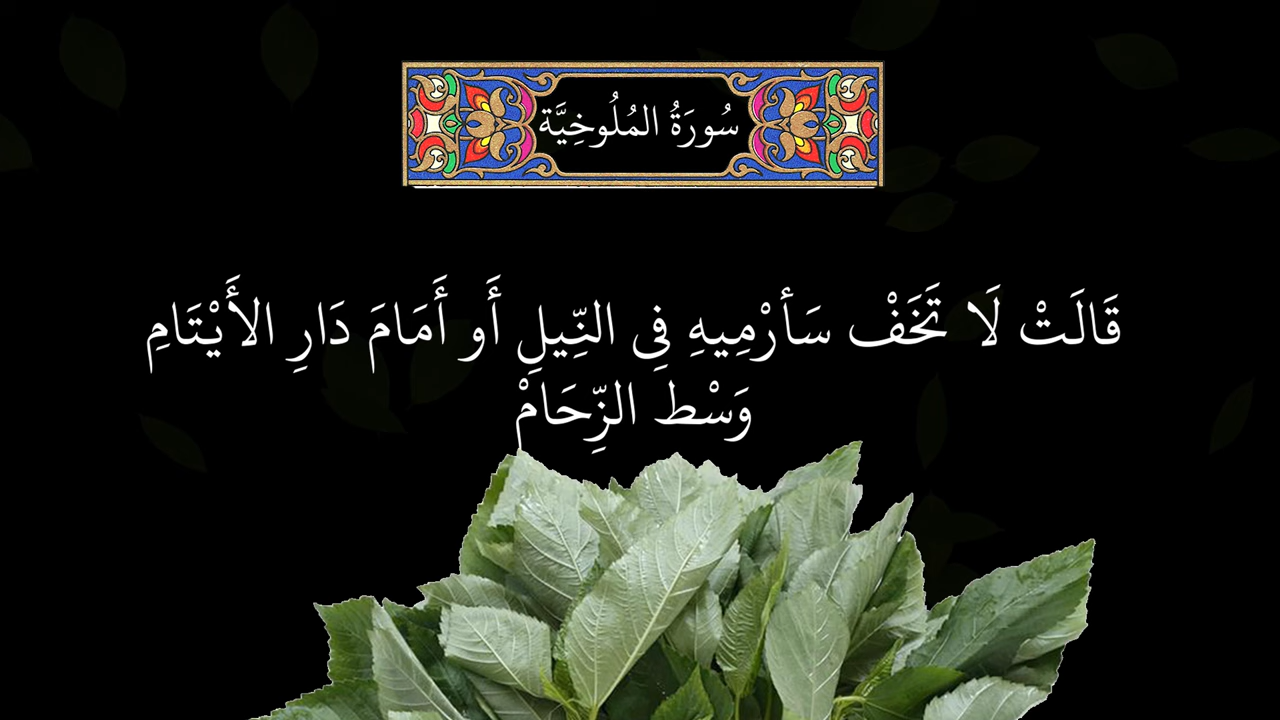 سُورَةُ المُلُوخِيَّة
قَالَتْ لَا تَخَفْ سَأرْمِيهِ فِى النِّيلِ أَو أَمَامَ دَارِ الأَيْتَامِ
وَسْط الزِّحَامْ